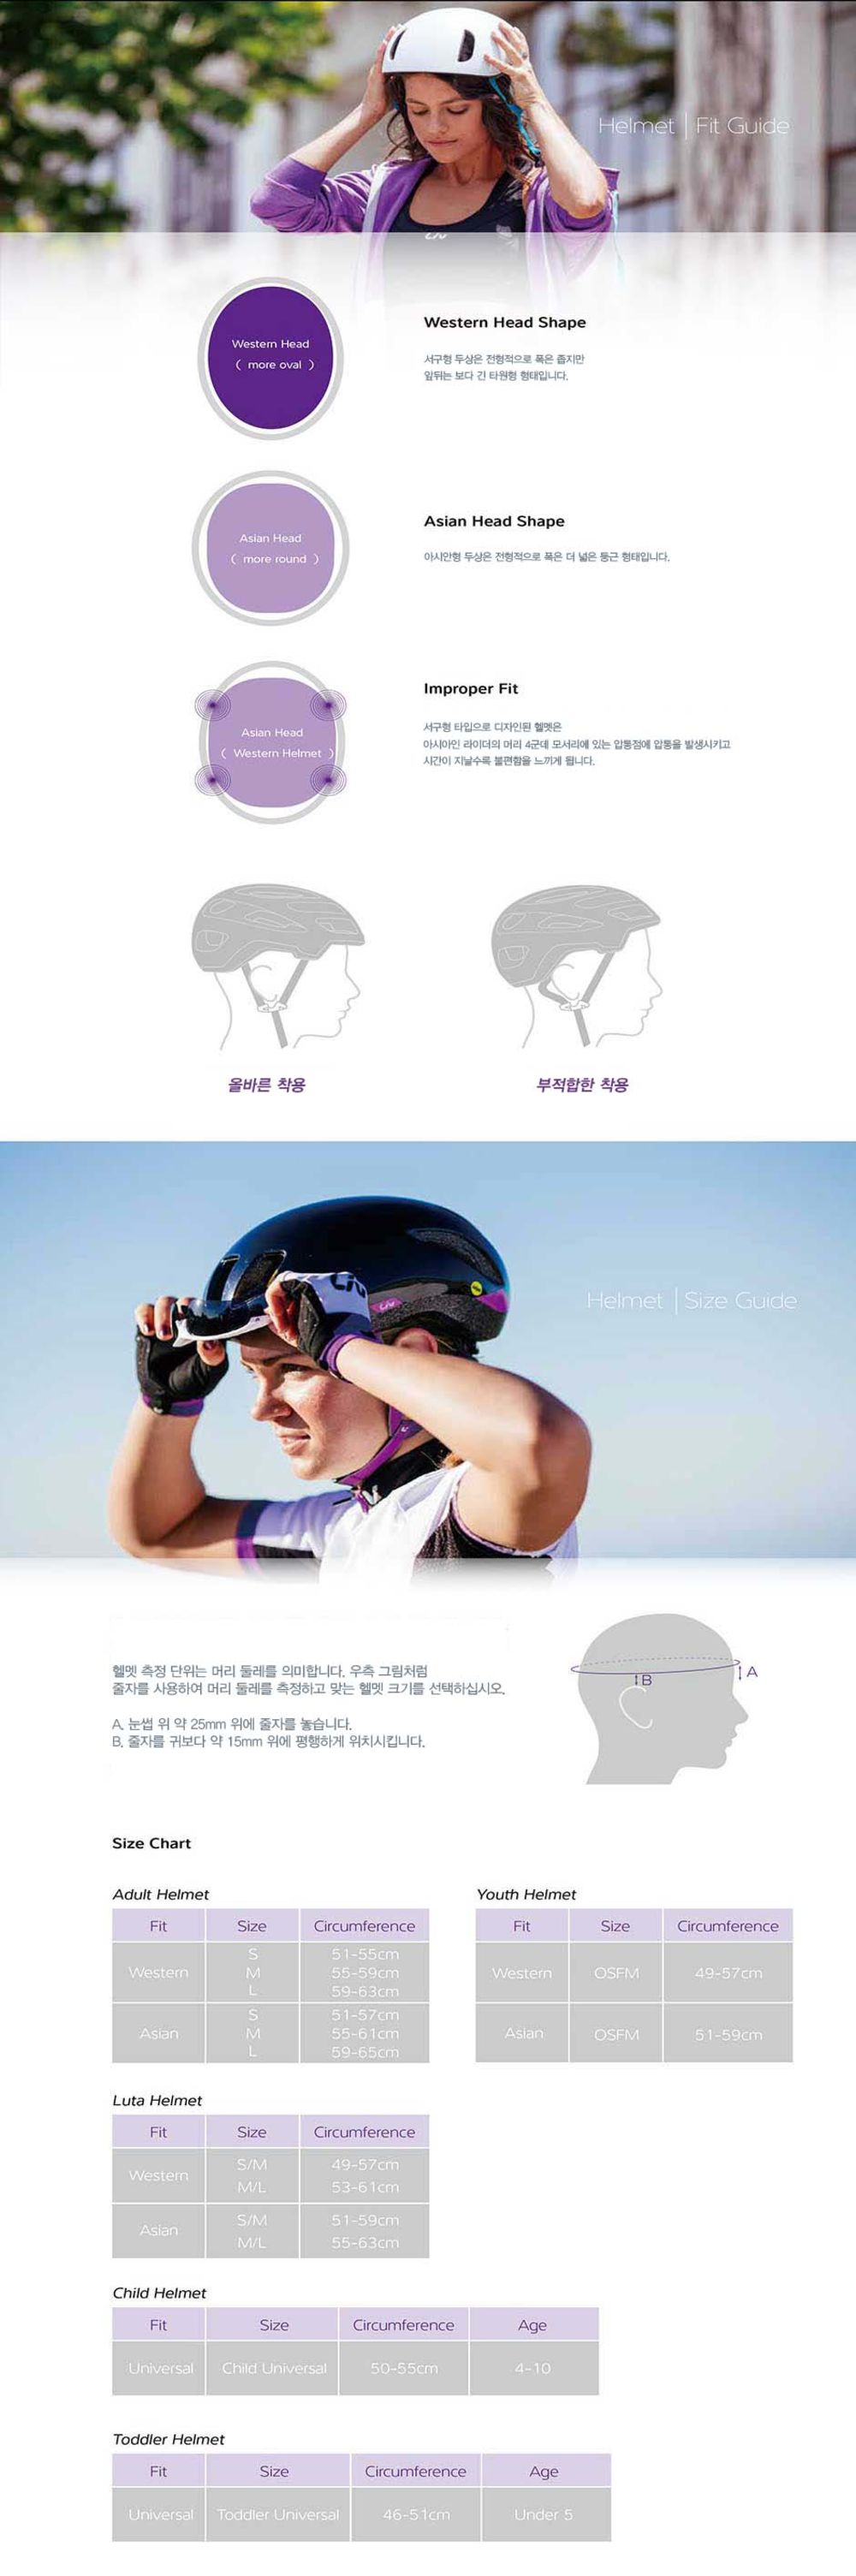 Helmet | Fit Guide
Western Head
( more oval )
Western Head Shape
서구형 두상은 전형적으로 폭은 좁지만
앞뒤는 보다 긴 타원형 형태입니다.
Asian Head
( more round )
Asian Head Shape
아시안형 두상은 전형적으로 폭은 더 넓은 둥근 형태입니다.
Asian Head
( Western Helmet )
Improper Fit
서구형 타입으로 디자인된 헬멧은
아시아인 라이더의 머리 4군데 모서리에 있는 압통점에 압통을 발생시키고
시간이 지날수록 불편함을 느끼게 됩니다.
올바른 착용
부적합한 착용
Helmet | Size Guide
헬멧 측정 단위는 머리 둘레를 의미합니다. 우측 그림처럼
줄자를 사용하여 머리 둘레를 측정하고 맞는 헬멧 크기를 선택하십시오.
A. 눈썹 위 약 25mm 위에 줄자를 놓습니다.
B. 줄자를 귀보다 약 15mm 위에 평행하게 위치시킵니다.
A
B
Size Chart
Adult Helmet
Fit Size Circumference
Western
S 51-55cm
M 55-59cm
L 59-63cm
Asian
S 51-57cm
M 55-61cm
L 59-65cm
Youth Helmet
Fit Size Circumference
Western OSFM 49-57cm
Asian OSFM 51-59cm
Luta Helmet
Fit Size Circumference
Western
S/M 49-57cm
M/L 53-61cm
Asian
S/M 51-59cm
M/L 55-63cm
Child Helmet
Fit Size Circumference Age
Universal Child Universal 50-55cm 4-10
Toddler Helmet
Fit Size Circumference Age
Universal Toddler Universal 46-51cm Under 5